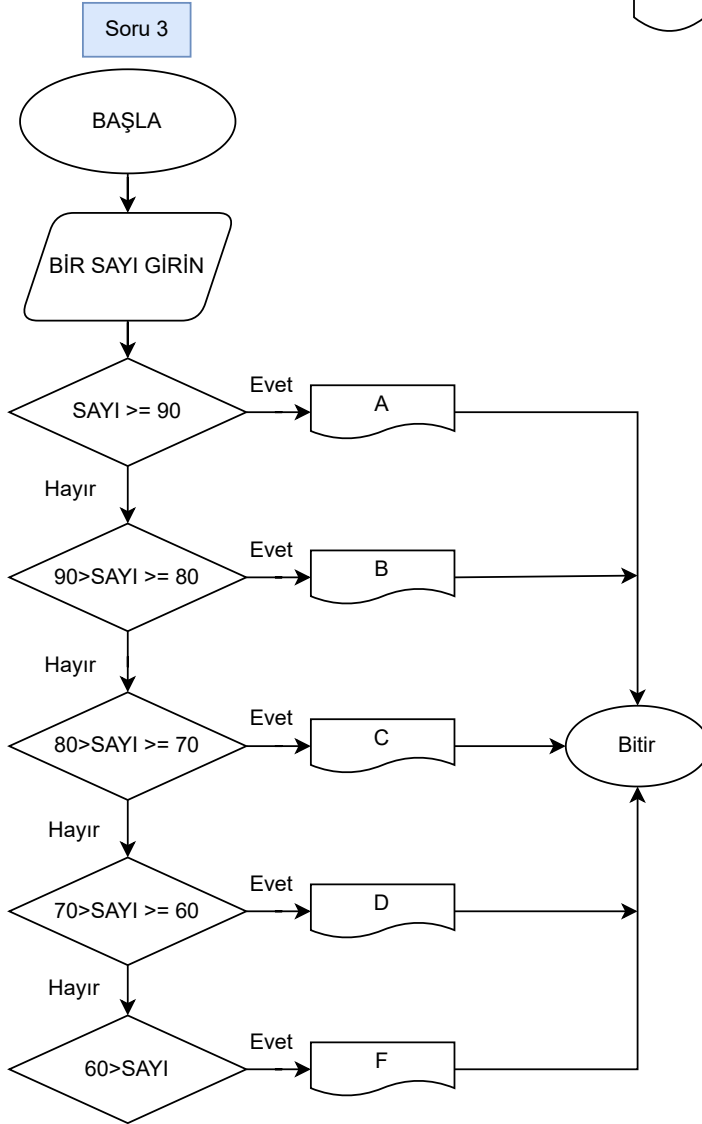 Soru 3
BAŞLA
BİR SAYI GİRİN
SAYI >= 90
Evet
A
Hayır
90>SAYI >= 80
Evet
B
Hayır
80>SAYI >= 70
Evet
C
Bitir
Hayır
70>SAYI >= 60
Evet
D
Hayır
60>SAYI
Evet
F